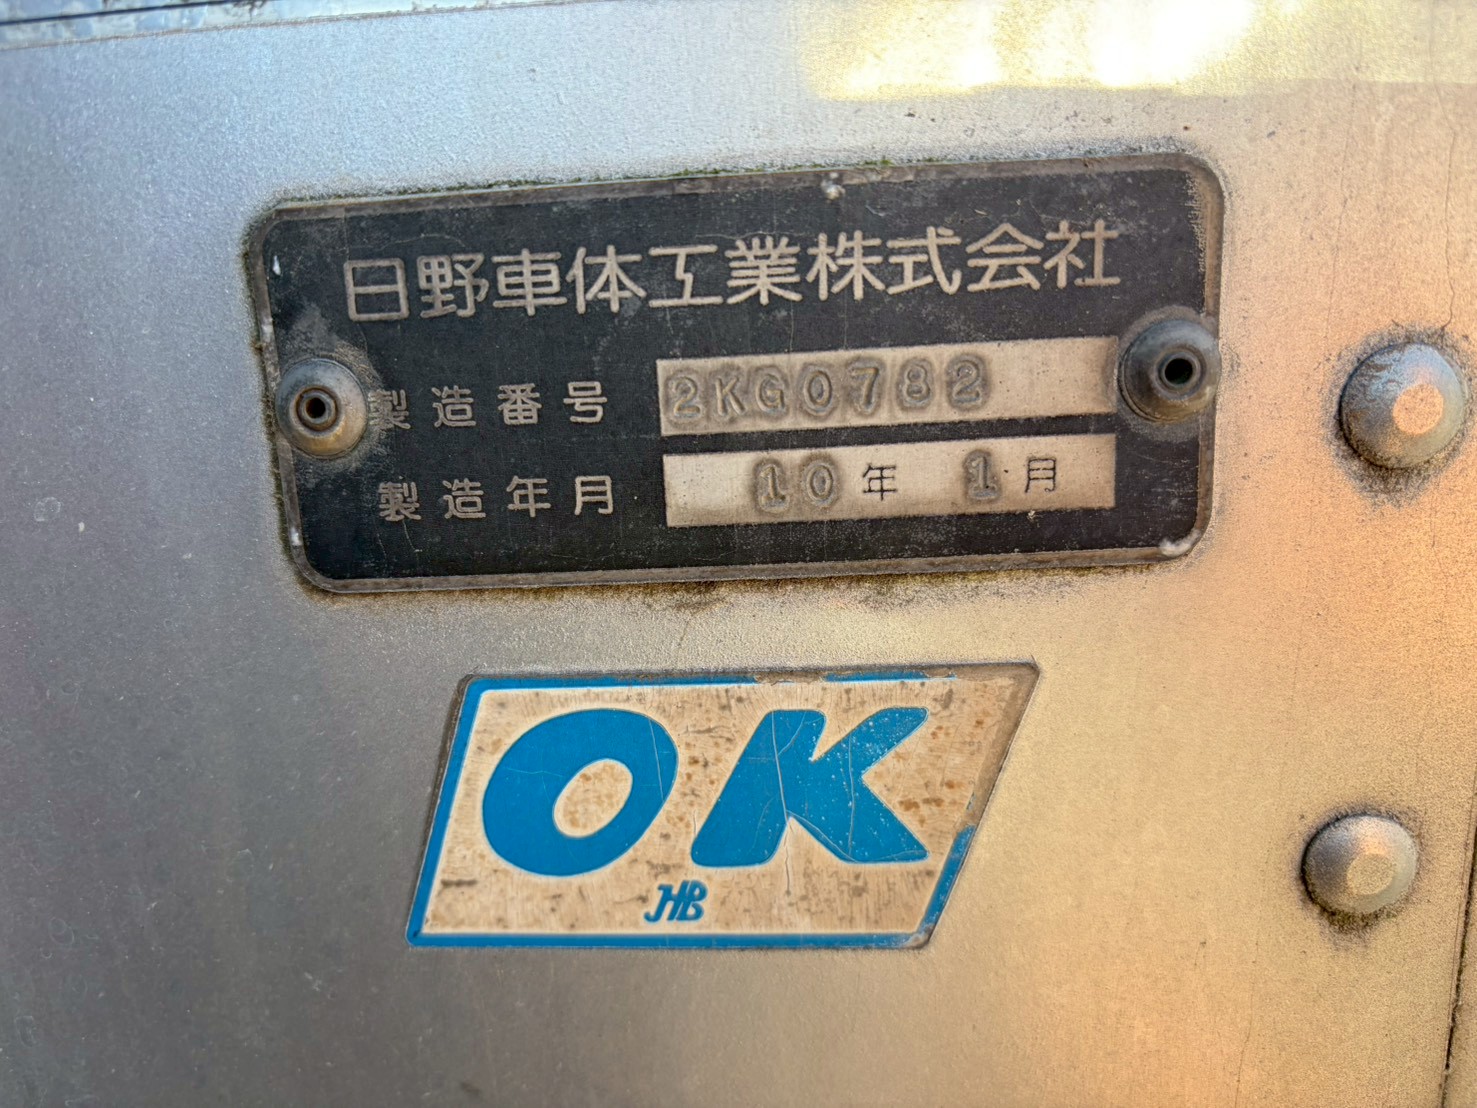 日野車体工業株式会社
製造番号 2KG0782
製造年月 10年 1月
OK
JHB